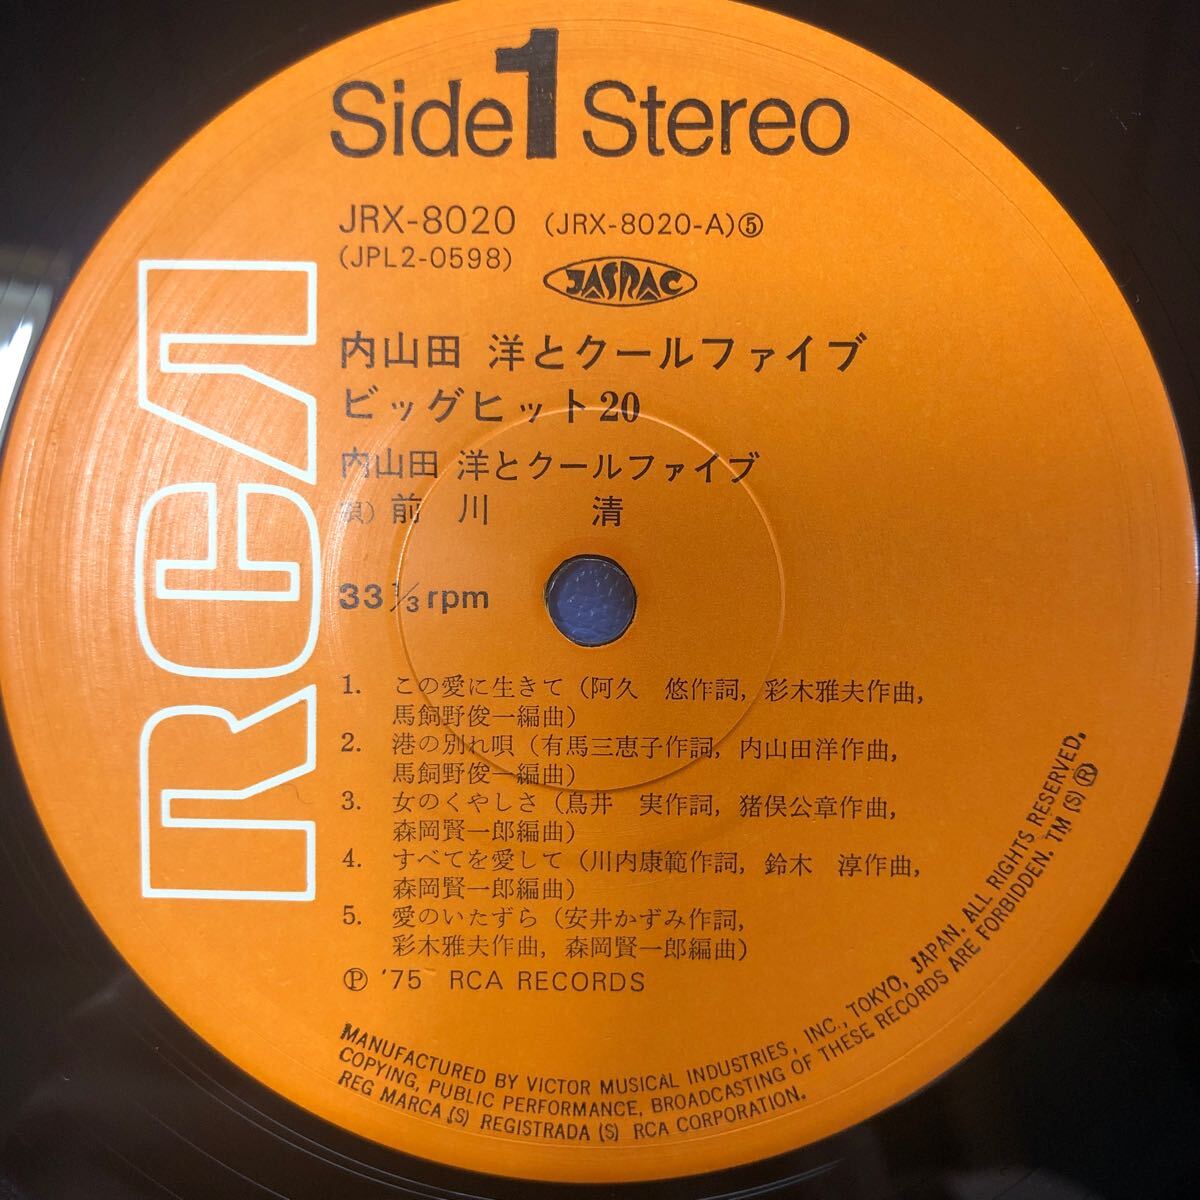 Side 1 Stereo
JRX-8020 (JRX-8020-A)⑤
(JPL2-0598)
JASRAC
内山田 洋とクールファイブ
ビッグヒット20
内山田 洋とクールファイブ
唄) 前 川 清
33 1/3 rpm
RCA
1. この愛に生きて (阿久 悠作詞, 彩木雅夫作曲,
馬飼野俊一編曲)
2. 港の別れ唄 (有馬三恵子作詞, 内山田洋作曲,
馬飼野俊一編曲)
3. 女のくやしさ (鳥井 実作詞, 猪俣公章作曲,
森岡賢一郎編曲)
4. すべてを愛して (川内康範作詞, 鈴木 淳作曲,
森岡賢一郎編曲)
5. 愛のいたずら (安井かずみ作詞,
彩木雅夫作曲, 森岡賢一郎編曲)
Ⓟ '75 RCA RECORDS
MANUFACTURED BY VICTOR MUSICAL INDUSTRIES, INC., TOKYO, JAPAN. ALL RIGHTS RESERVED.
COPYING, PUBLIC PERFORMANCE, BROADCASTING OF THESE RECORDS ARE FORBIDDEN. TM (S) ®
REG MARCA (S) REGISTRADA (S) RCA CORPORATION.